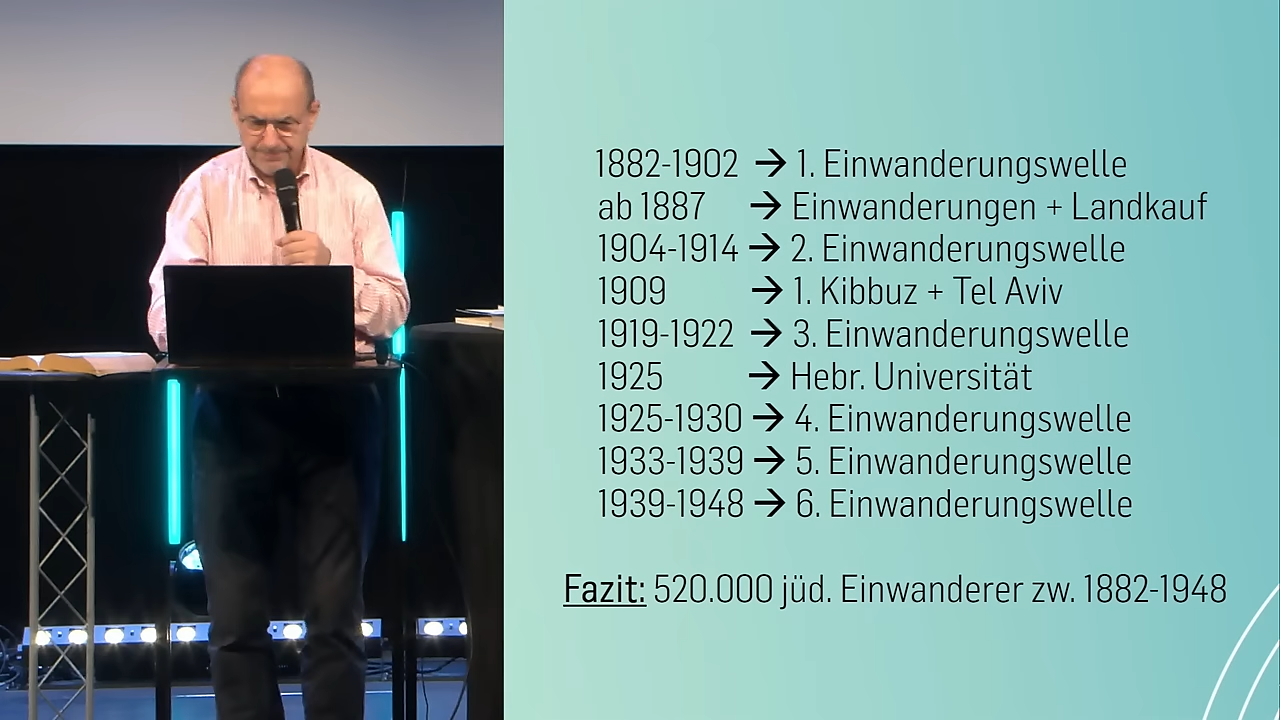 1882-1902 → 1. Einwanderungswelle
ab 1887 → Einwanderungen + Landkauf
1904-1914 → 2. Einwanderungswelle
1909 → 1. Kibbuz + Tel Aviv
1919-1922 → 3. Einwanderungswelle
1925 → Hebr. Universität
1925-1930 → 4. Einwanderungswelle
1933-1939 → 5. Einwanderungswelle
1939-1948 → 6. Einwanderungswelle
Fazit: 520.000 jüd. Einwanderer zw. 1882-1948